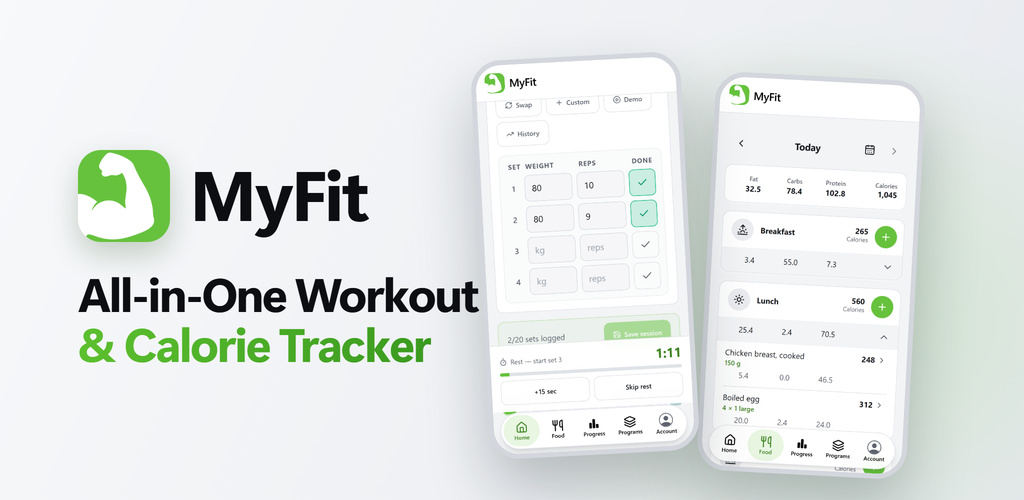 MyFit
All-in-One Workout
& Calorie Tracker
MyFit
Swap
Custom
Demo
History
SET WEIGHT REPS DONE
1 80 10
2 80 9
3 kg reps
4 kg reps
2/20 sets logged
Save session
Rest — start set 3 1:11
+15 sec Skip rest
Home Food Progress Programs Account
MyFit
Today
Fat Carbs Protein Calories
32.5 78.4 102.8 1,045
Breakfast 265
Calories
3.4 55.0 7.3
Lunch 560
Calories
25.4 2.4 70.5
Chicken breast, cooked 248
150 g
5.4 0.0 46.5
Boiled egg 312
4 × 1 large
20.0 2.4 24.0
Home Food Progress Programs Account
Calories